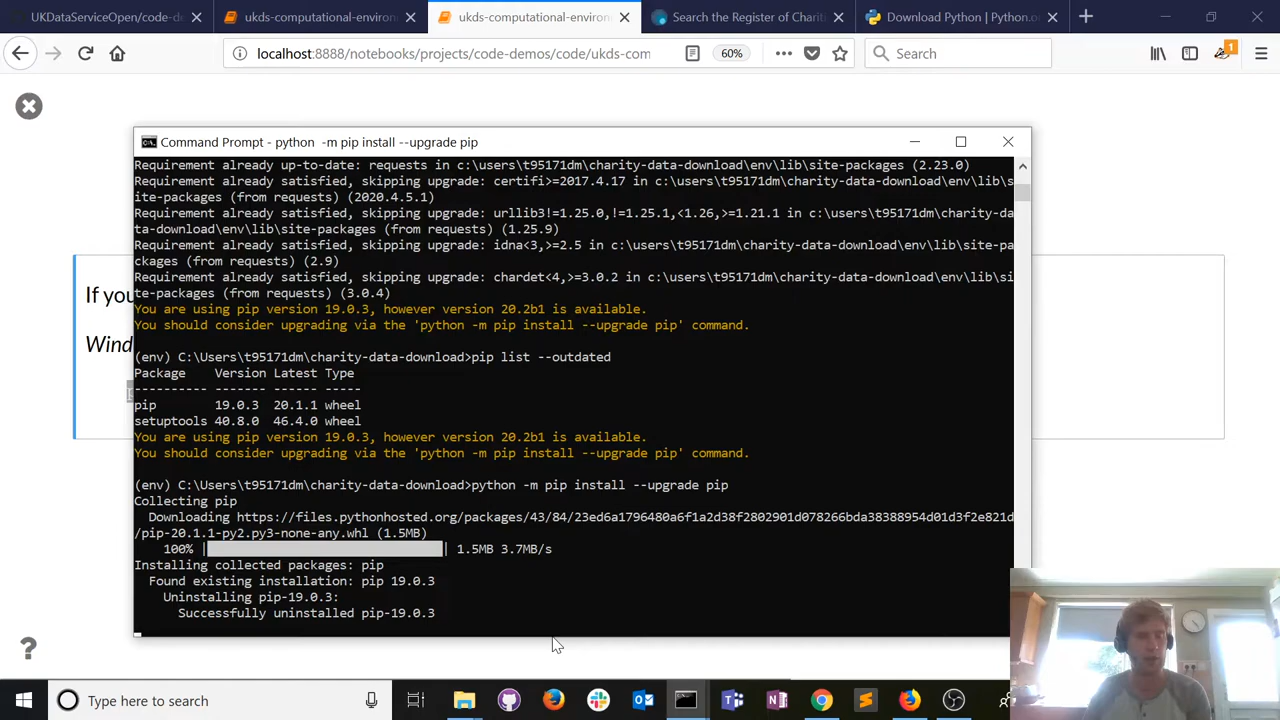 UKDataServiceOpen/code-d
ukds-computational-environ
ukds-computational-environ
Search the Register of Chariti
Download Python | Python.o
localhost:8888/notebooks/projects/code-demos/code/ukds-com
60%
Search
1
Command Prompt - python  -m pip install --upgrade pip
Requirement already up-to-date: requests in c:\users\t95171dm\charity-data-download\env\lib\site-packages (2.23.0)
Requirement already satisfied, skipping upgrade: certifi>=2017.4.17 in c:\users\t95171dm\charity-data-download\env\lib\s
ite-packages (from requests) (2020.4.5.1)
Requirement already satisfied, skipping upgrade: urllib3!=1.25.0,!=1.25.1,<1.26,>=1.21.1 in c:\users\t95171dm\charity-da
ta-download\env\lib\site-packages (from requests) (1.25.9)
Requirement already satisfied, skipping upgrade: idna<3,>=2.5 in c:\users\t95171dm\charity-data-download\env\lib\site-pa
ckages (from requests) (2.9)
Requirement already satisfied, skipping upgrade: chardet<4,>=3.0.2 in c:\users\t95171dm\charity-data-download\env\lib\si
te-packages (from requests) (3.0.4)
You are using pip version 19.0.3, however version 20.2b1 is available.
You should consider upgrading via the 'python -m pip install --upgrade pip' command.
(env) C:\Users\t95171dm\charity-data-download>pip list --outdated
Package    Version Latest Type
---------- ------- ------ -----
pip        19.0.3  20.1.1 wheel
setuptools 40.8.0  46.4.0 wheel
You are using pip version 19.0.3, however version 20.2b1 is available.
You should consider upgrading via the 'python -m pip install --upgrade pip' command.
(env) C:\Users\t95171dm\charity-data-download>python -m pip install --upgrade pip
Collecting pip
Downloading https://files.pythonhosted.org/packages/43/84/23ed6a1796480a6f1a2d38f2802901d078266bda38388954d01d3f2e821d
/pip-20.1.1-py2.py3-none-any.whl (1.5MB)
100% | | 1.5MB 3.7MB/s
Installing collected packages: pip
Found existing installation: pip 19.0.3
Uninstalling pip-19.0.3:
Successfully uninstalled pip-19.0.3
If you
Wind
?
Type here to search